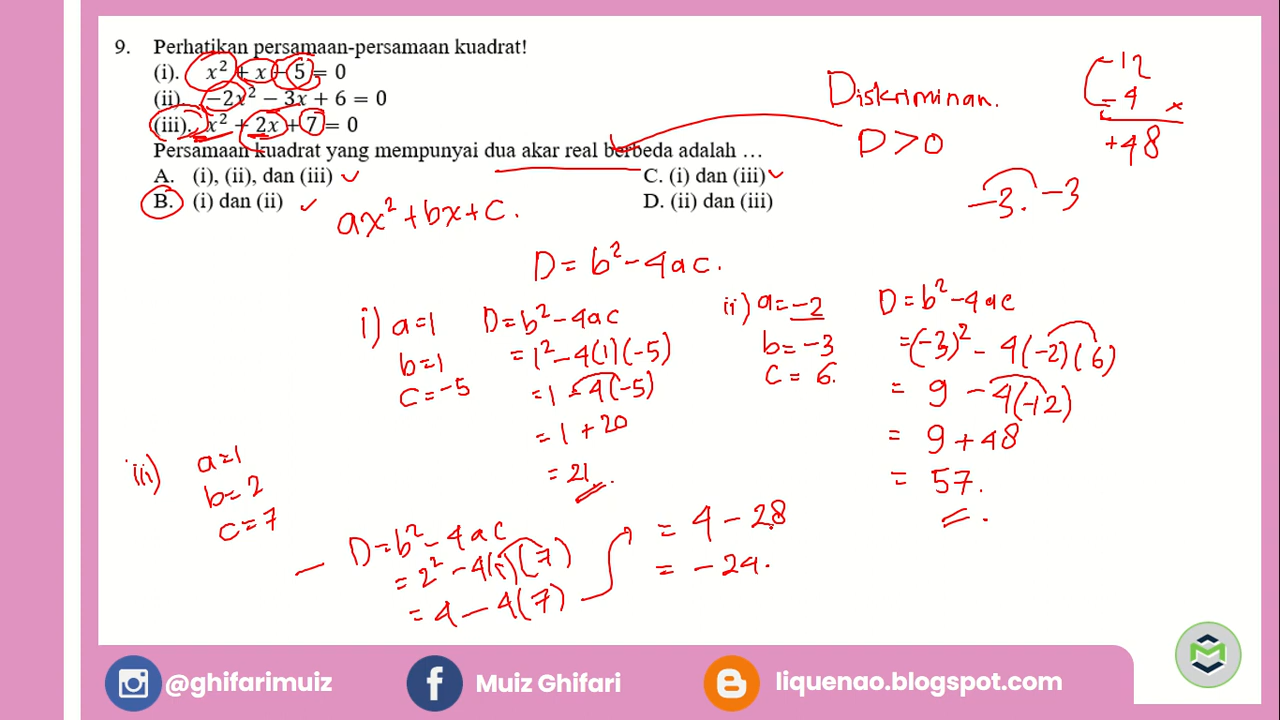 9. Perhatikan persamaan-persamaan kuadrat!
(i). x² + x − 5 = 0
(ii). −2x² − 3x + 6 = 0
(iii). x² + 2x + 7 = 0
Persamaan kuadrat yang mempunyai dua akar real berbeda adalah …
A. (i), (ii), dan (iii) ✓ C. (i) dan (iii) ✓
B. (i) dan (ii) ✓ D. (ii) dan (iii)
Diskriminan.
D > 0
-12
-4 ×
+48
-3 . -3
ax² + bx + c.
D = b² - 4ac.
i) a = 1
b = 1
c = -5
D = b² - 4ac
= 1² - 4(1)(-5)
= 1 - 4(-5)
= 1 + 20
= 21
ii) a = -2
b = -3
c = 6.
D = b² - 4ac
= (-3)² - 4(-2)(6)
= 9 - 4(-12)
= 9 + 48
= 57.
iii) a = 1
b = 2
c = 7
D = b² - 4ac
= 2² - 4(1)(7)
= 4 - 4(7)
= 4 - 28
= -24.
@ghifarimuiz
Muiz Ghifari
liquenao.blogspot.com